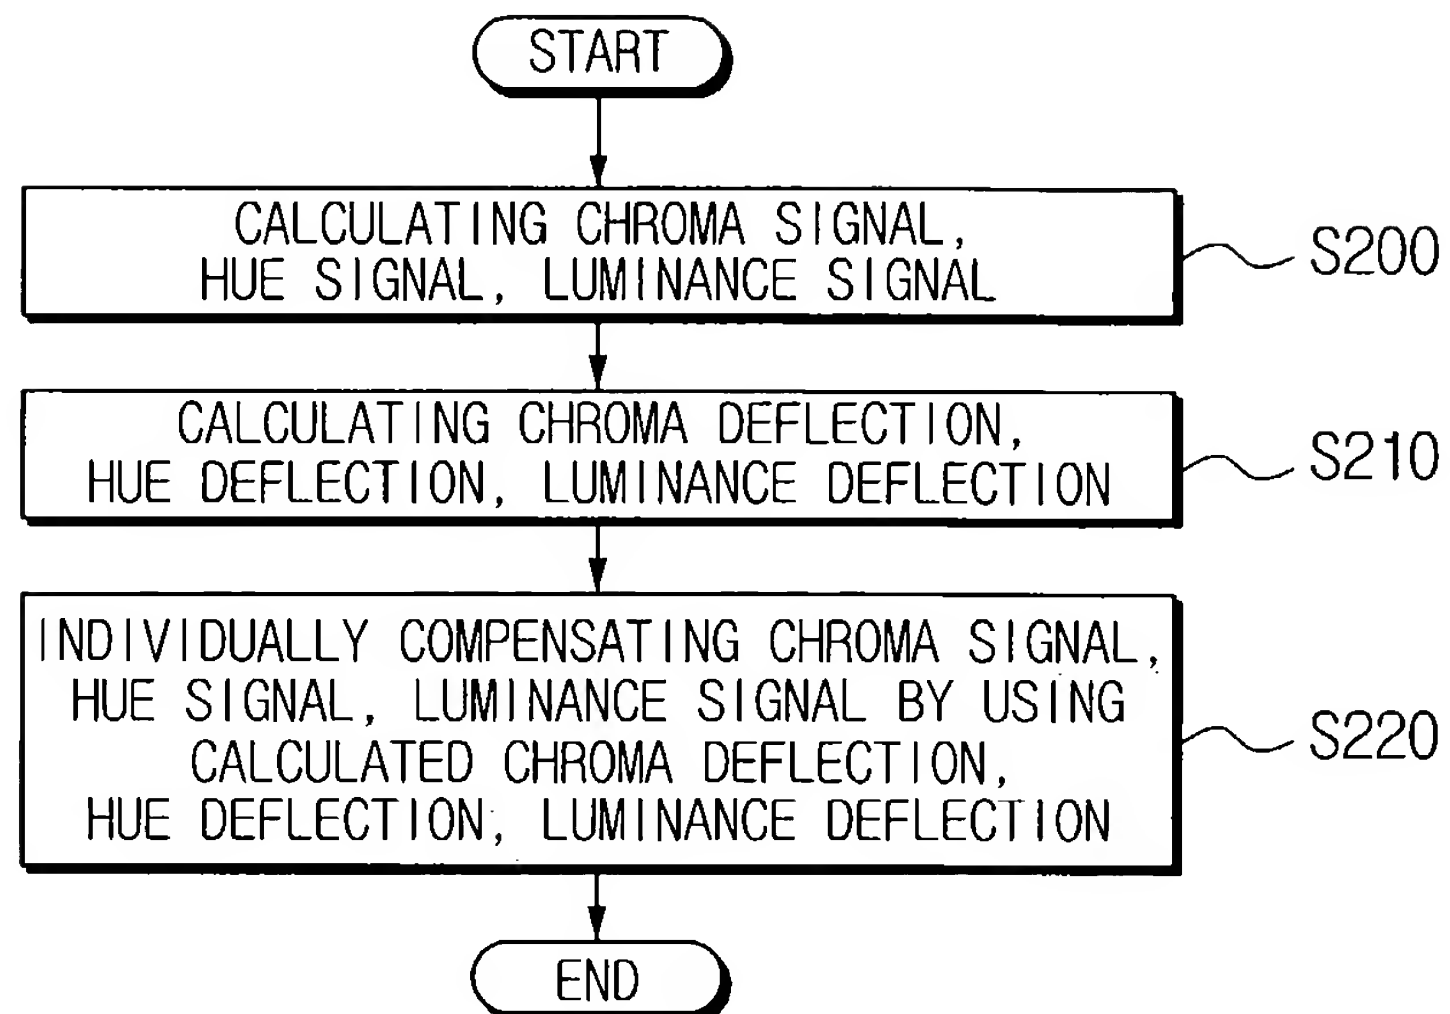 START
CALCULATING CHROMA SIGNAL,
HUE SIGNAL, LUMINANCE SIGNAL
S200
CALCULATING CHROMA DEFLECTION,
HUE DEFLECTION, LUMINANCE DEFLECTION
S210
INDIVIDUALLY COMPENSATING CHROMA SIGNAL,
HUE SIGNAL, LUMINANCE SIGNAL BY USING
CALCULATED CHROMA DEFLECTION,
HUE DEFLECTION, LUMINANCE DEFLECTION
S220
END